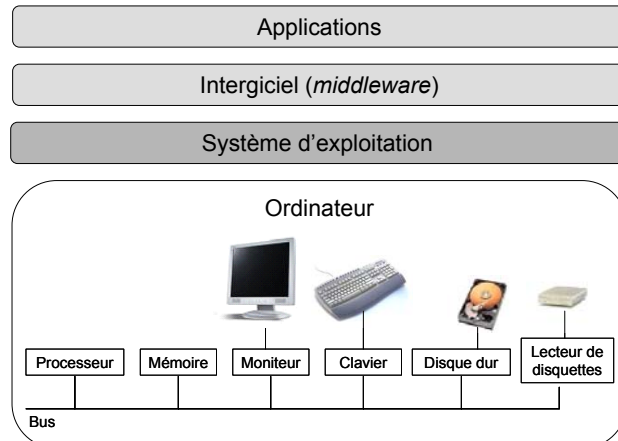 Applications
Intergiciel (middleware)
Système d'exploitation
Ordinateur
Processeur
Mémoire
Moniteur
Clavier
Disque dur
Lecteur de
disquettes
Bus